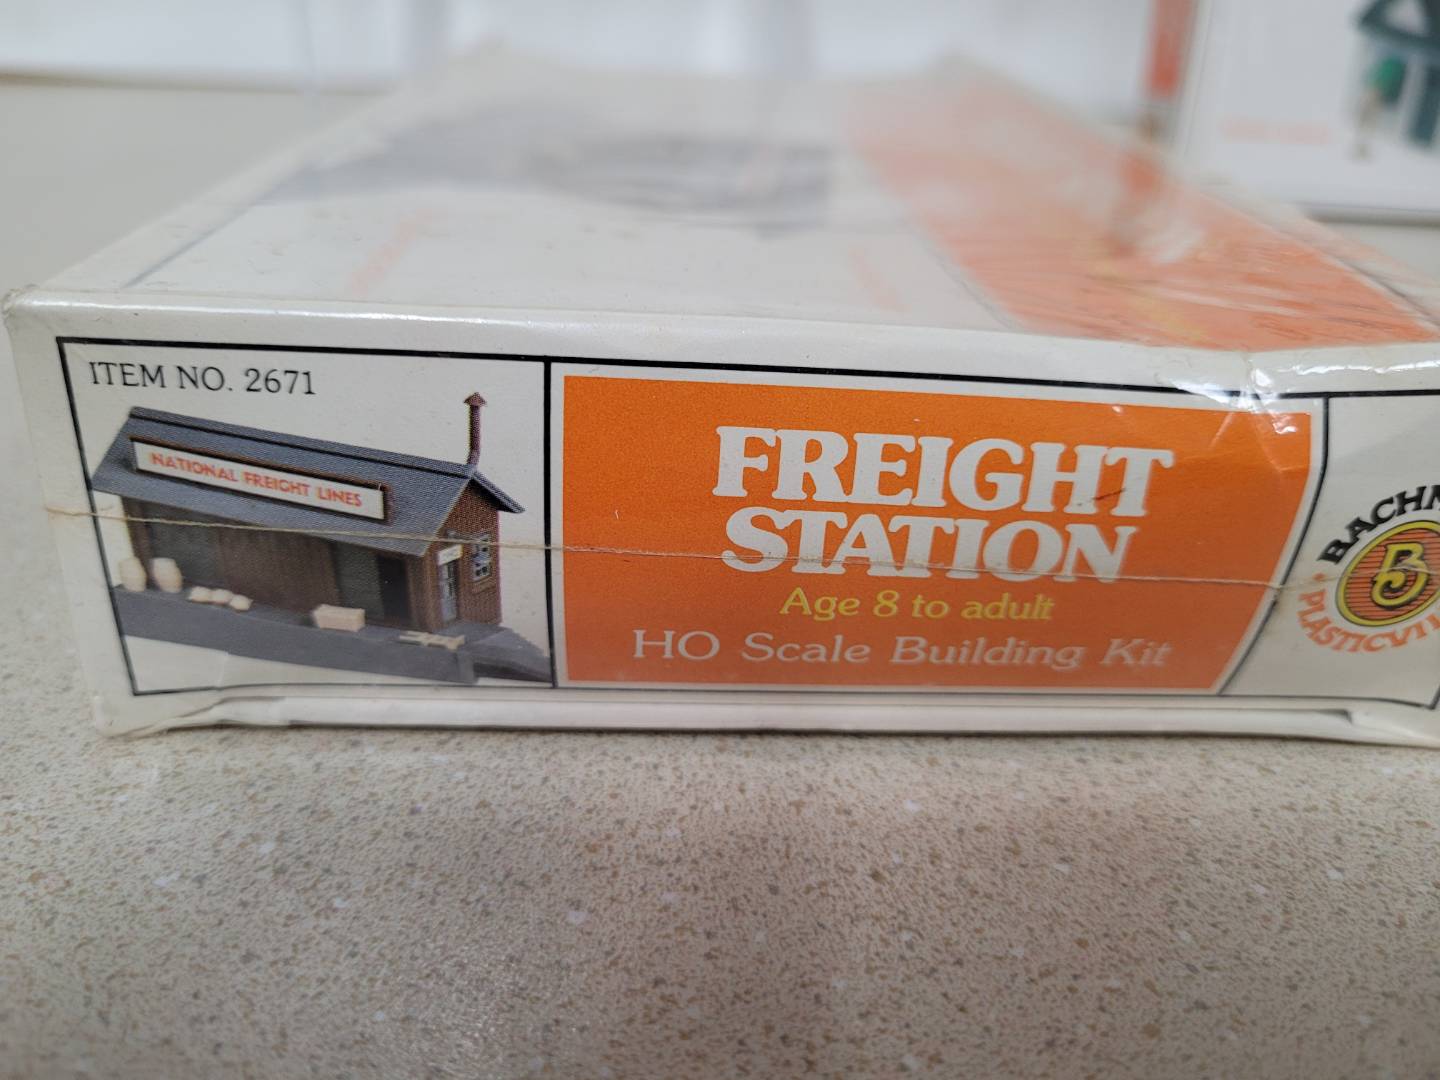 ITEM NO. 2671
NATIONAL FREIGHT LINES
FREIGHT
STATION
Age 8 to adult
HO Scale Building Kit
B